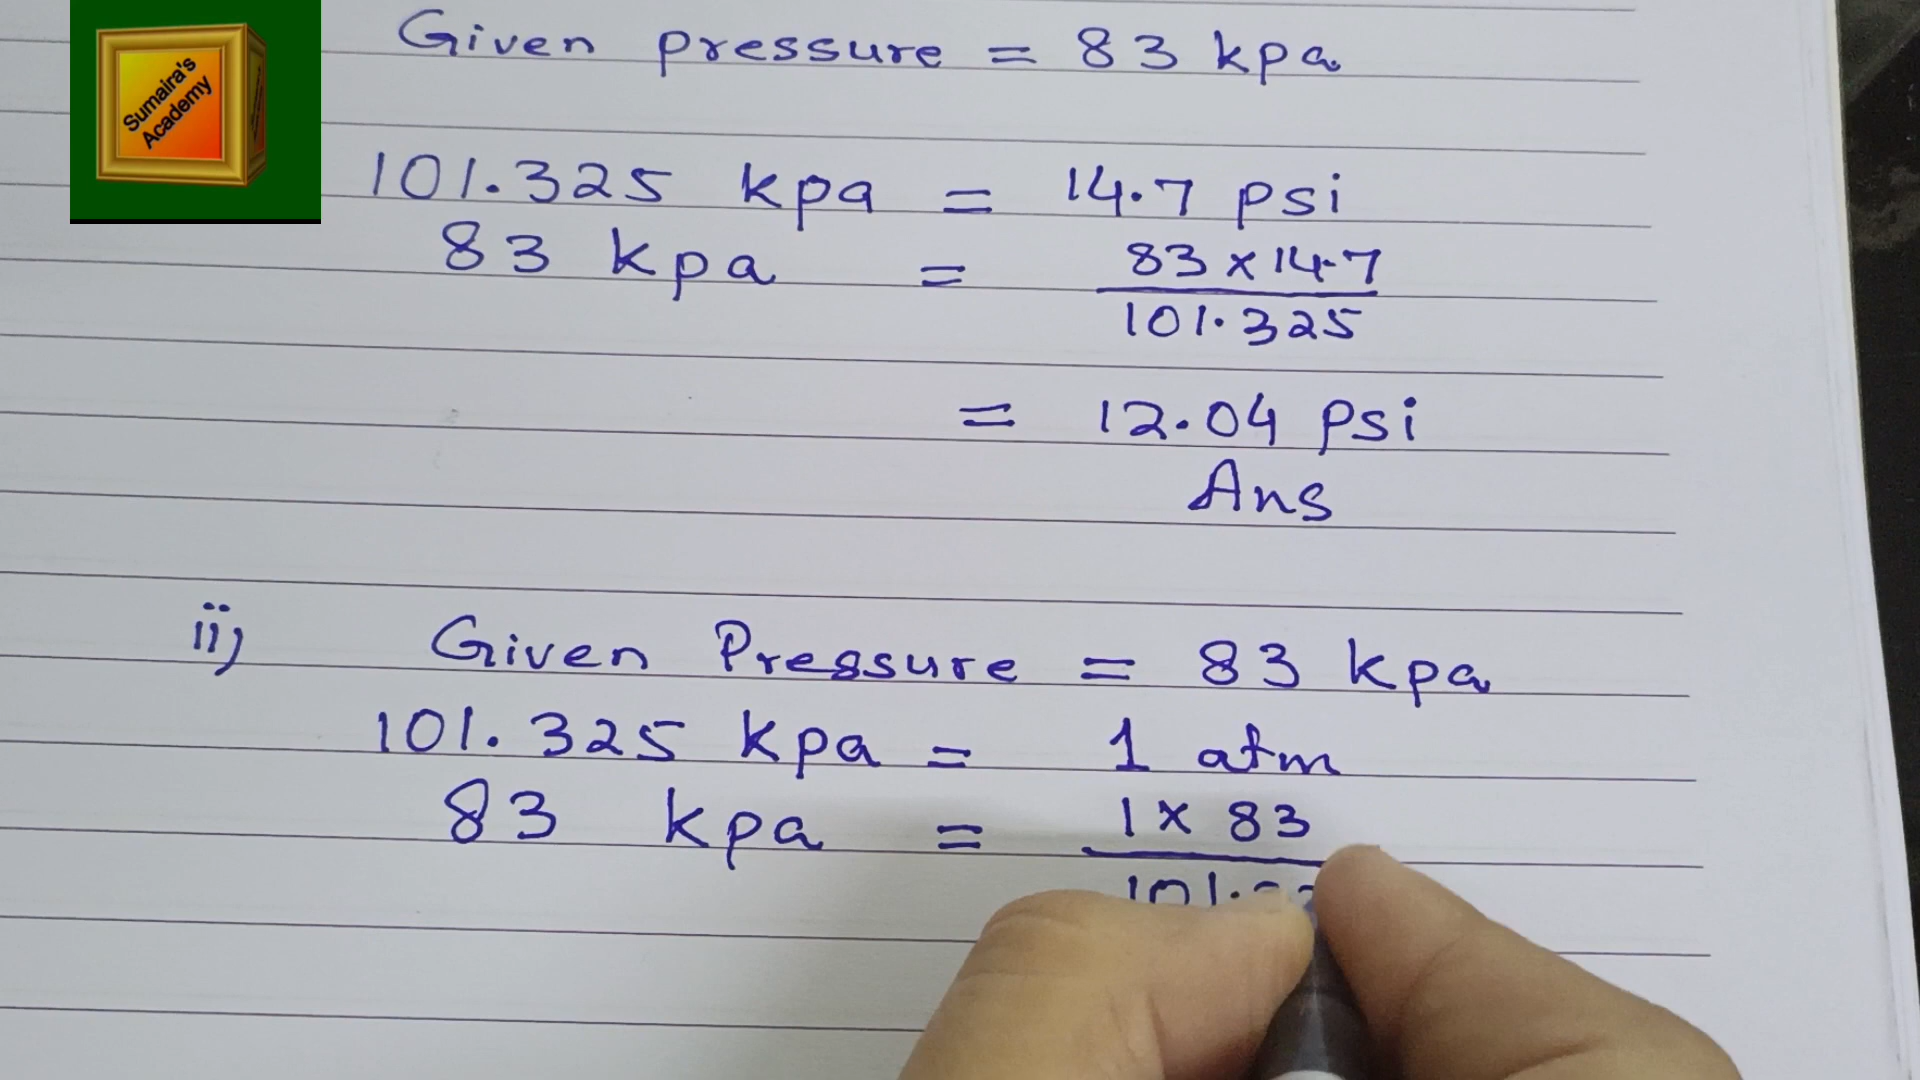 Sumaira's
Academy
Given pressure = 83 kpa
101.325 kpa = 14.7 psi
83 kpa = 83 x 14.7
101.325
= 12.04 psi
Ans
ii) Given Pressure = 83 kpa
101.325 kpa = 1 atm
83 kpa = 1 x 83